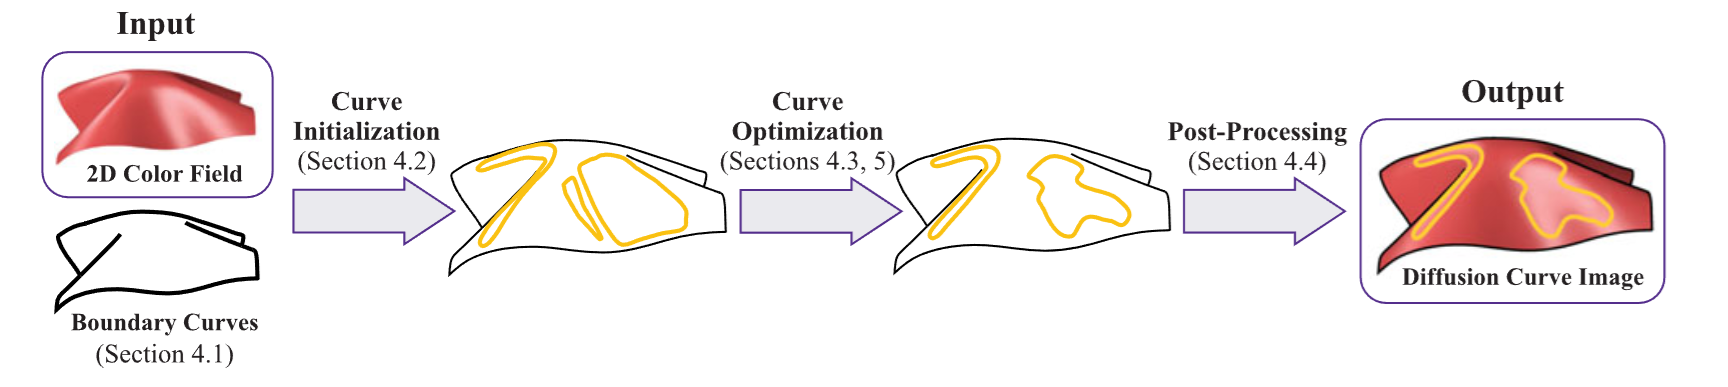 Input
2D Color Field
Boundary Curves
(Section 4.1)
Curve
Initialization
(Section 4.2)
Curve
Optimization
(Sections 4.3, 5)
Post-Processing
(Section 4.4)
Output
Diffusion Curve Image